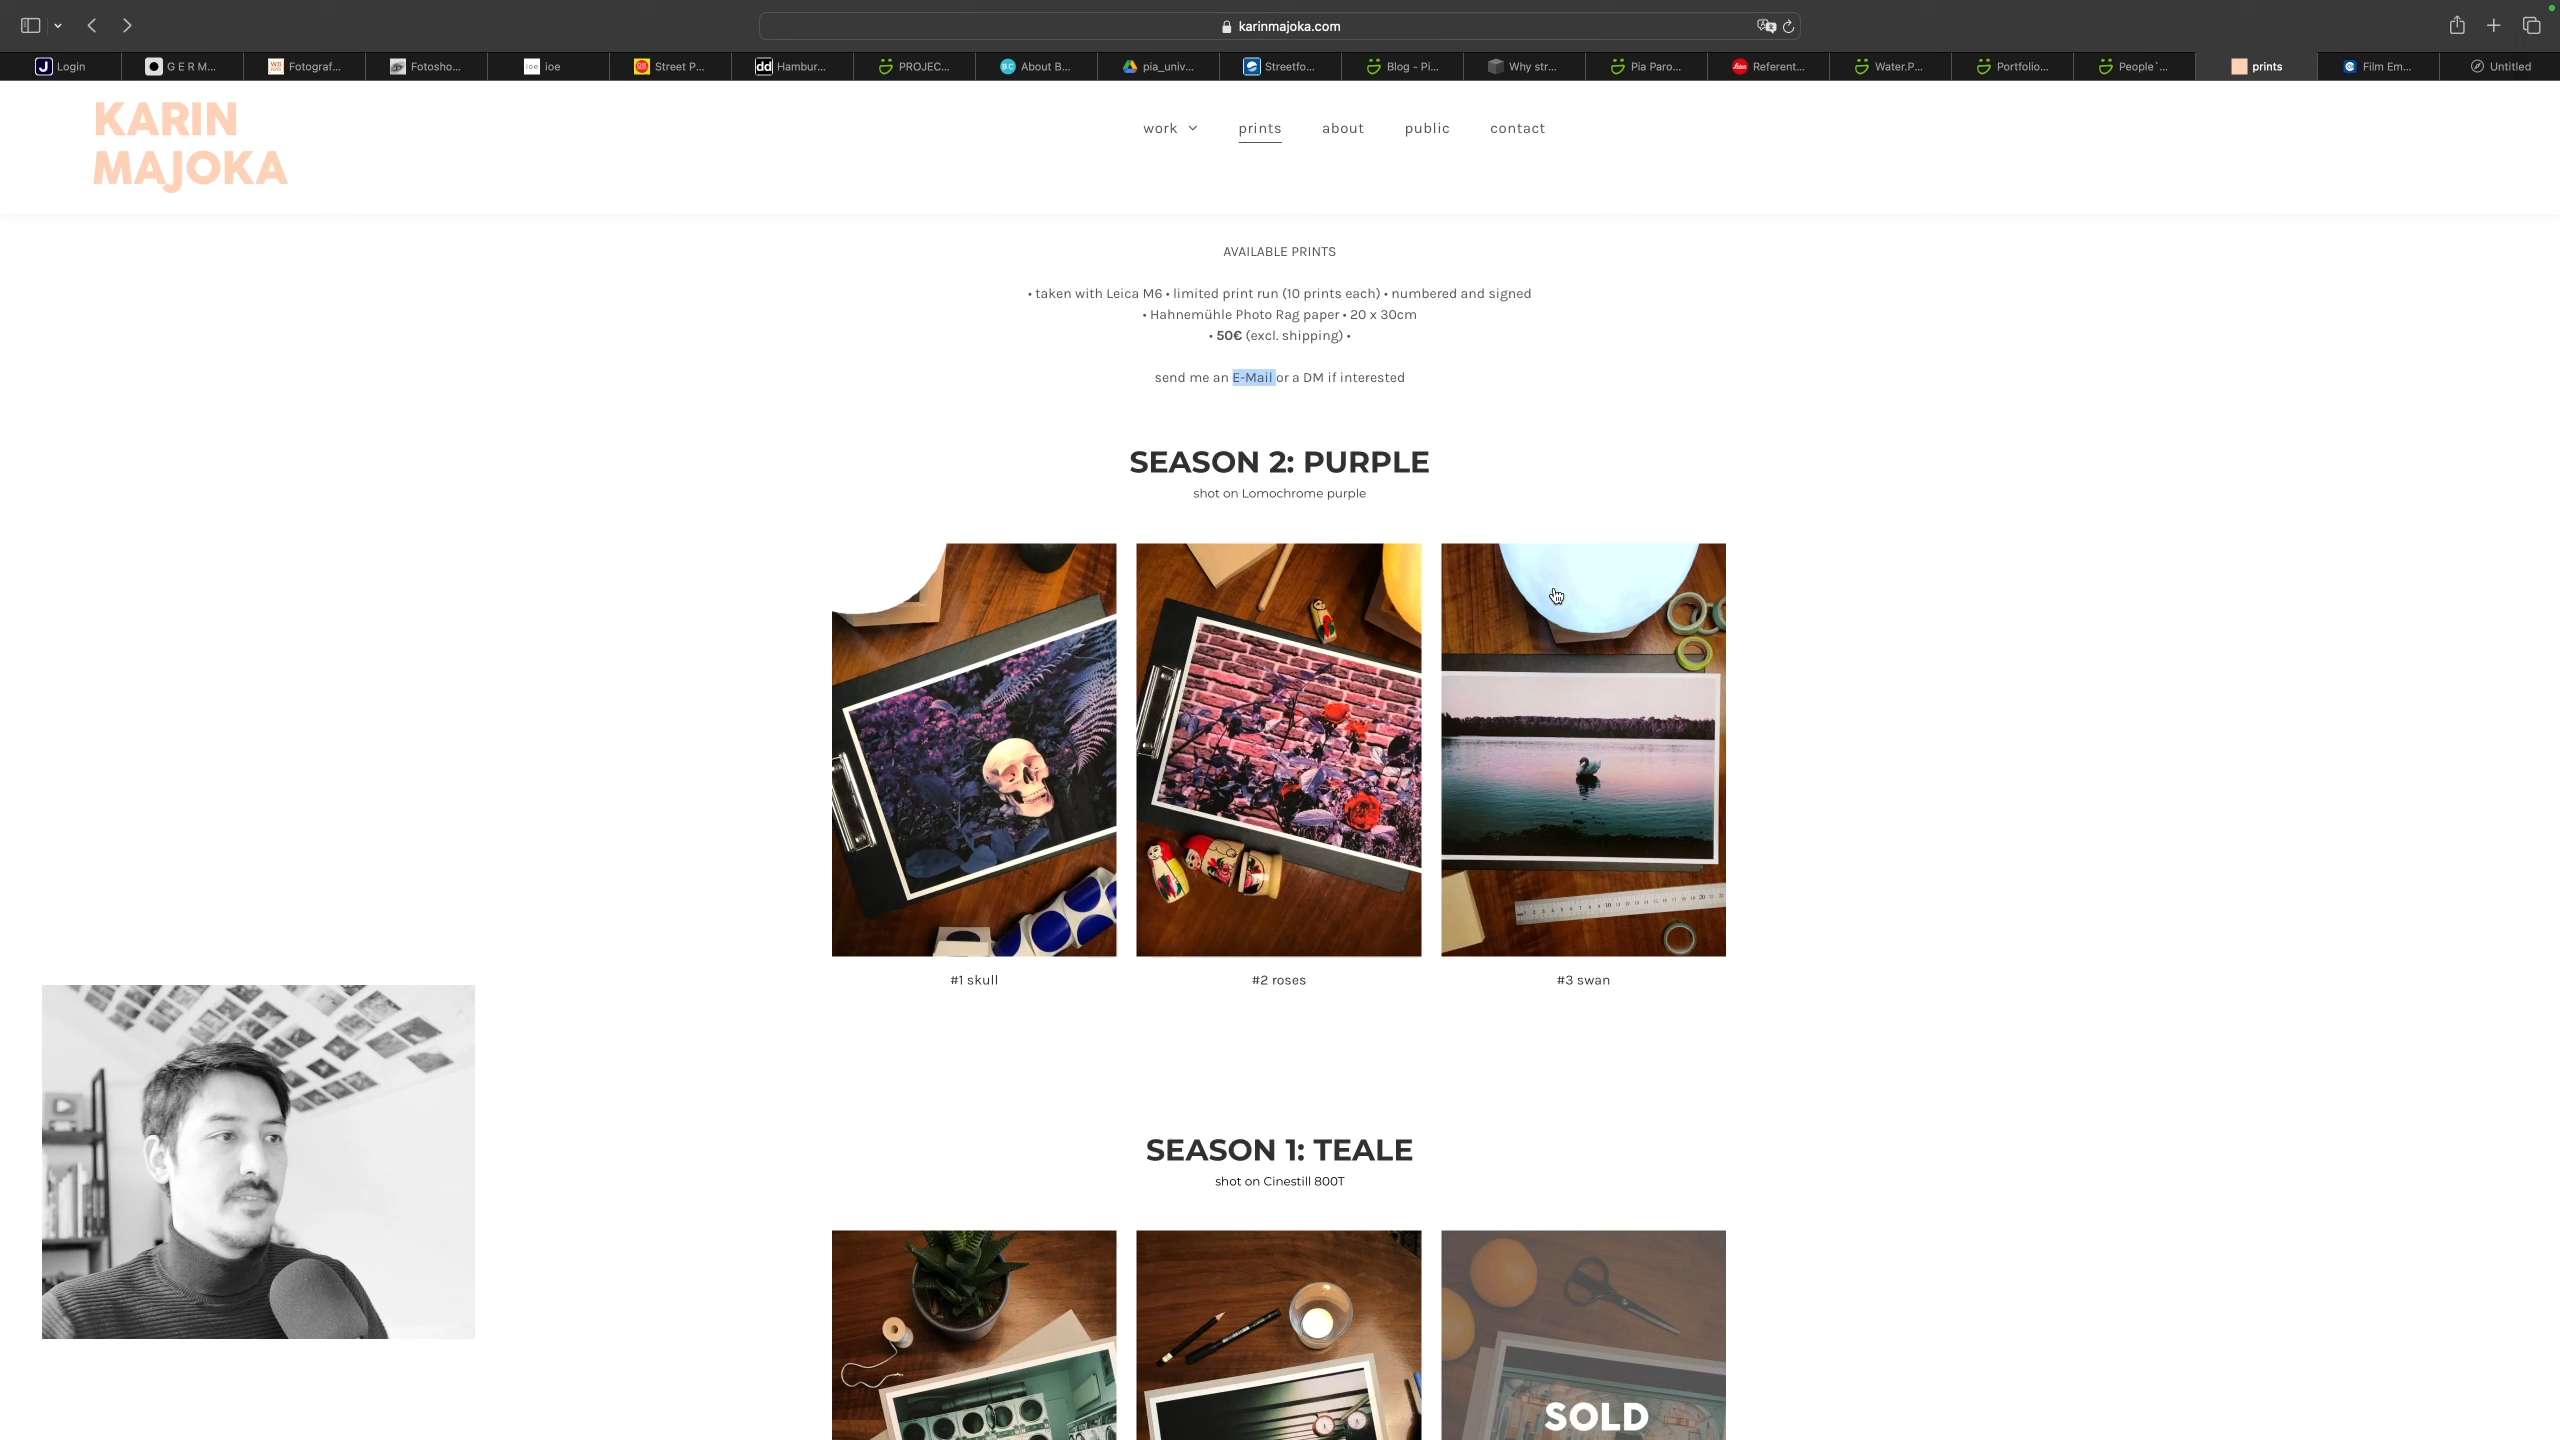 karinmajoka.com
Login
G E R M...
Fotograf...
Fotosho...
ioe
Street P...
Hambur...
PROJEC...
About B...
pia_univ...
Streetfo...
Blog - Pi...
Why str...
Pia Paro...
Referent...
Water.P...
Portfolio...
People`...
prints
Film Em...
Untitled
KARIN
MAJOKA
work
prints
about
public
contact
AVAILABLE PRINTS
• taken with Leica M6 • limited print run (10 prints each) • numbered and signed
• Hahnemühle Photo Rag paper • 20 x 30cm
• 50€ (excl. shipping) •
send me an E-Mail or a DM if interested
SEASON 2: PURPLE
shot on Lomochrome purple
#1 skull
#2 roses
#3 swan
SEASON 1: TEALE
shot on Cinestill 800T
SOLD